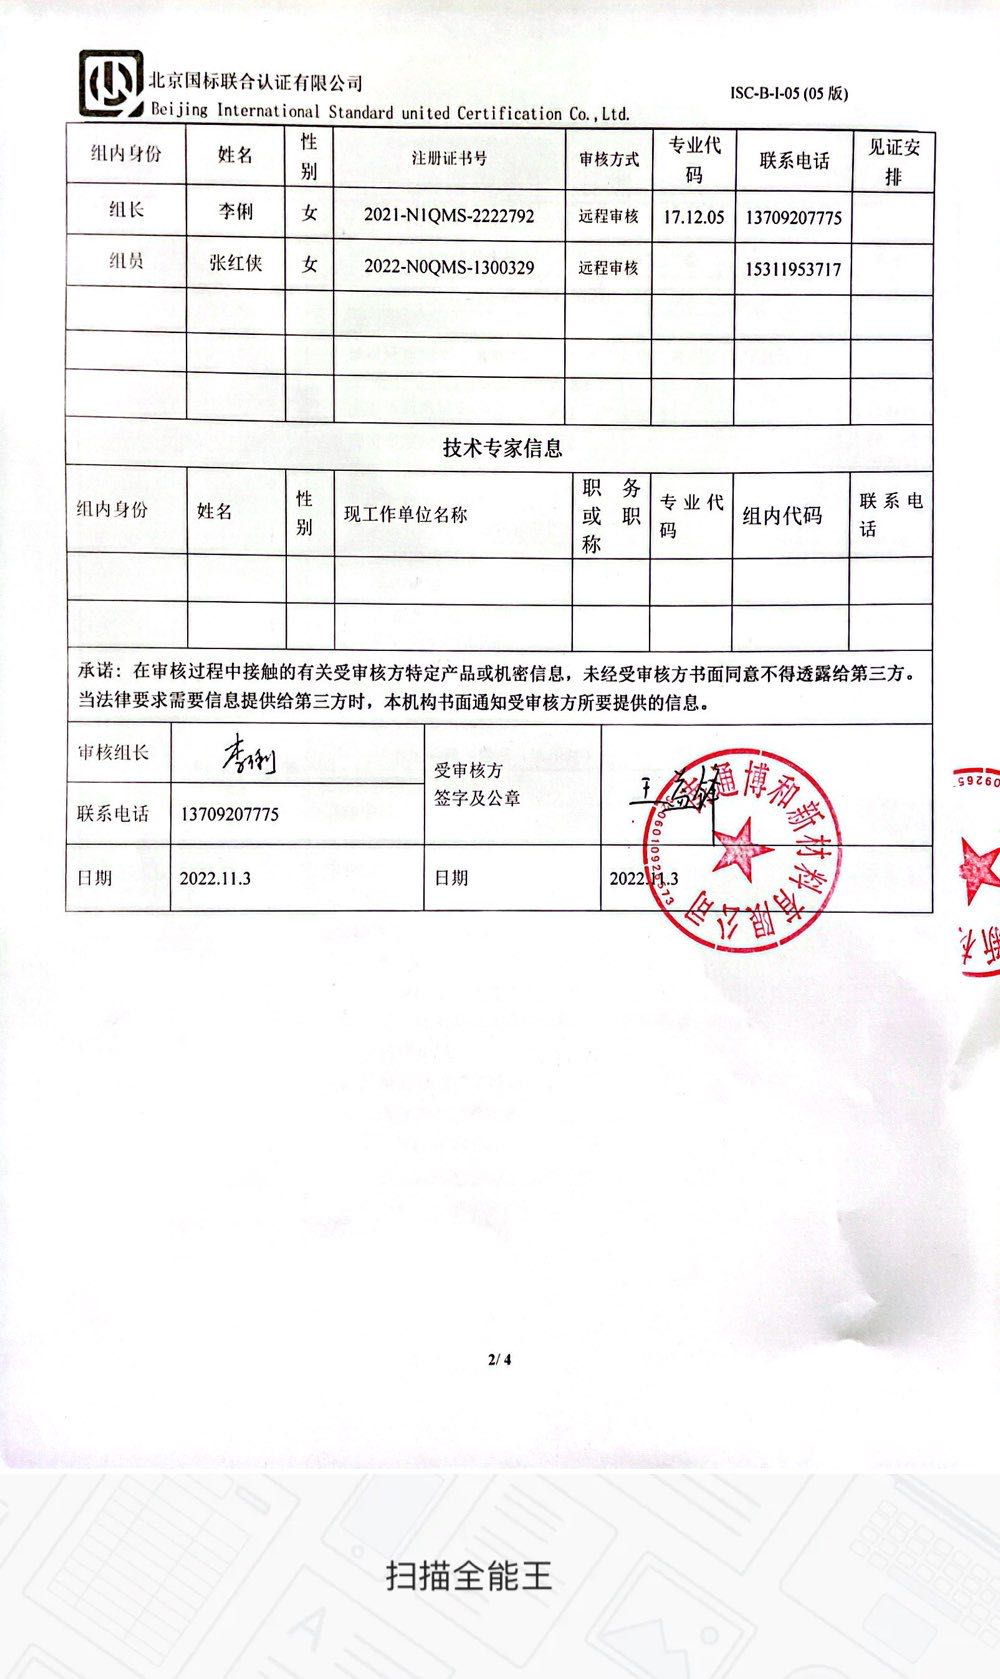 北京国标联合认证有限公司
Beijing International Standard united Certification Co.,Ltd.
ISC-B-I-05 (05 版)
组内身份 姓名 性别 注册证书号 审核方式 专业代码 联系电话 见证安排
组长 李俐 女 2021-N1QMS-2222792 远程审核 17.12.05 13709207775
组员 张红侠 女 2022-N0QMS-1300329 远程审核 15311953717
技术专家信息
组内身份 姓名 性别 现工作单位名称 职务或职称 专业代码 组内代码 联系电话
承诺：在审核过程中接触的有关受审核方特定产品或机密信息，未经受审核方书面同意不得透露给第三方。
当法律要求需要信息提供给第三方时，本机构书面通知受审核方所要提供的信息。
审核组长 李俐
受审核方
签字及公章
联系电话 13709207775
日期 2022.11.3 日期 2022.11.3
通博和新材料有限公司
2/ 4
扫描全能王